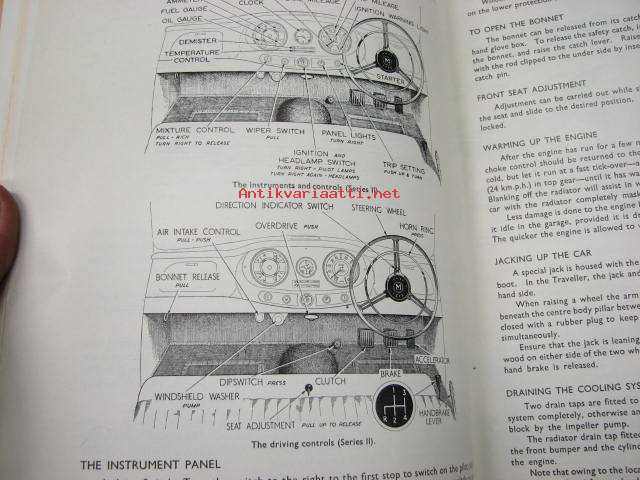 CLOCK
MILEAGE
FUEL GAUGE
OIL GAUGE
IGNITION WARNING LIGHT
DEMISTER
TEMPERATURE
CONTROL
STARTER
MIXTURE CONTROL
PULL - RICH
TURN RIGHT TO RELEASE
WIPER SWITCH
PULL
PANEL LIGHTS
TURN RIGHT
IGNITION AND
HEADLAMP SWITCH
TURN RIGHT - PILOT LAMPS
TURN RIGHT AGAIN - HEADLAMPS
TRIP SETTING
PUSH UP & TURN
The instruments and controls (Series I).
Antikvariaatti.net
DIRECTION INDICATOR SWITCH
STEERING WHEEL
AIR INTAKE CONTROL
PULL - PUSH
OVERDRIVE PUSH
HORN RING
PRESS
BONNET RELEASE
PULL
DIPSWITCH PRESS
CLUTCH
BRAKE
ACCELERATOR
WINDSHIELD WASHER
PUMP
SEAT ADJUSTMENT PULL UP TO RELEASE
HANDBRAKE
LEVER
The driving controls (Series II).
THE INSTRUMENT PANEL
on the lower protection
TO OPEN THE BONNET
The bonnet can be released from its catch
hand glove box. To release the safety catch,
the bonnet, and raise the catch lever. Raise
with the rod clipped to the under side by
catch pin.
FRONT SEAT ADJUSTMENT
Adjustment can be carried out while
the seat and slide to the desired position.
locked.
WARMING UP THE ENGINE
After the engine has run for a few
choke control should be returned to the
cold, but let it run at a fast tick-over—
(24 km.p.h.) in top gear—until it has
Blanking off the radiator will assist in
car with the radiator completely
Less damage is done to the engine
it idle in garage, provided it is
The quicker the engine is allowed to
JACKING UP THE CAR
A special jack is housed with the
boot. In the Traveller, the jack
hand side.
When raising a wheel the arm
beneath the centre body pillar between
closed with a rubber plug to keep
simultaneously.
Ensure that the jack is leaning
wood on either side of the two
hand brake is released.
DRAINING THE COOLING
Two drain taps are fitted to
system completely, otherwise
block by the impeller pump.
The radiator drain tap fitted
the front bumper and the
the engine.
Note that owing to the